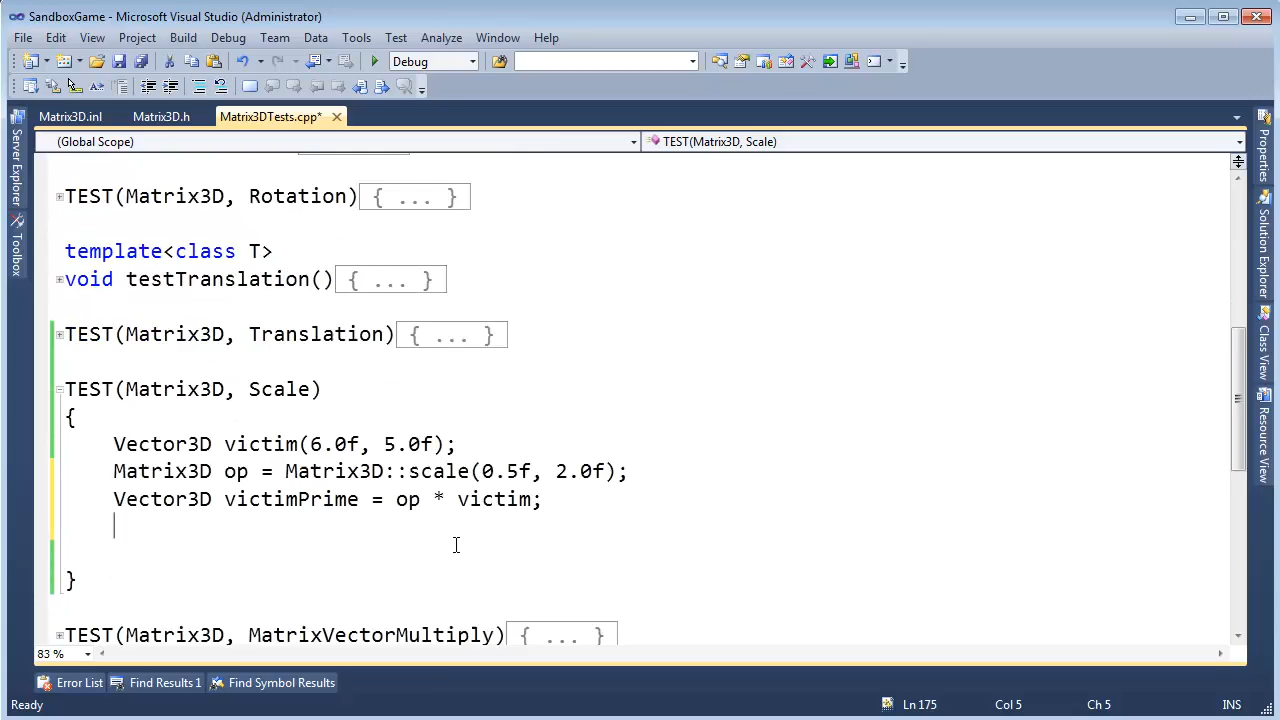 SandboxGame - Microsoft Visual Studio (Administrator)
File Edit View Project Build Debug Team Data Tools Test Analyze Window Help
Debug
Matrix3D.inl Matrix3D.h Matrix3DTests.cpp*
(Global Scope) TEST(Matrix3D, Scale)
TEST(Matrix3D, Rotation){ ... }
template<class T>
void testTranslation(){ ... }
TEST(Matrix3D, Translation){ ... }
TEST(Matrix3D, Scale)
{
Vector3D victim(6.0f, 5.0f);
Matrix3D op = Matrix3D::scale(0.5f, 2.0f);
Vector3D victimPrime = op * victim;
}
TEST(Matrix3D, MatrixVectorMultiply){ ... }
83 %
Error List Find Results 1 Find Symbol Results
Ready Ln 175 Col 5 Ch 5 INS
Server Explorer
Toolbox
Properties
Solution Explorer
Class View
Resource View